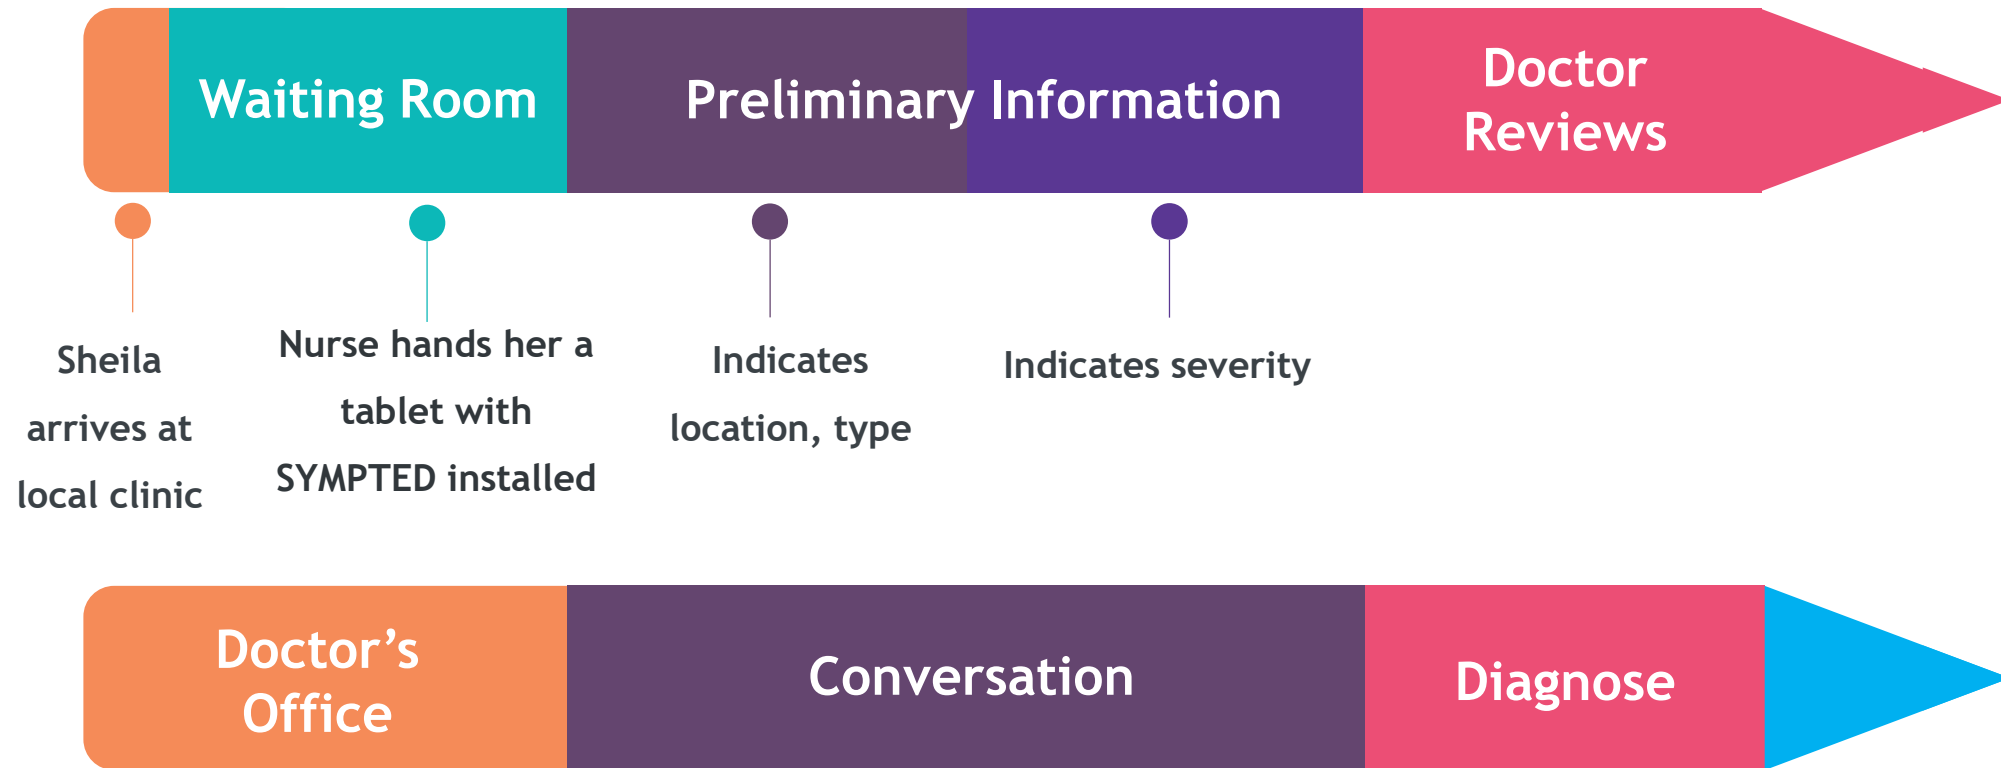 Waiting Room
Preliminary Information
Doctor
Reviews
Sheila
arrives at
local clinic
Nurse hands her a
tablet with
SYMPTED installed
Indicates
location, type
Indicates severity
Doctor’s
Office
Conversation
Diagnose